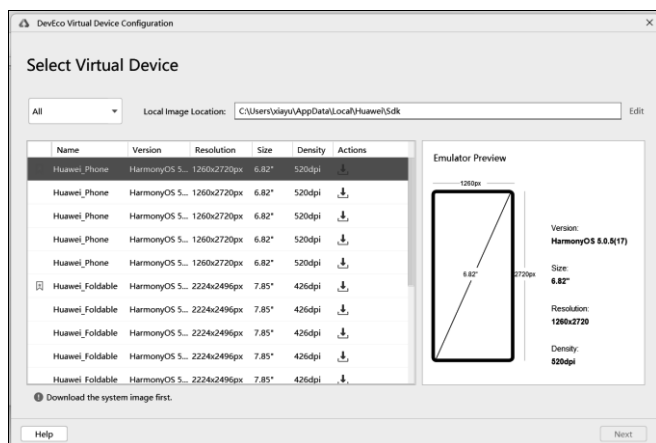 DevEco Virtual Device Configuration
Select Virtual Device
All Local Image Location: C:\Users\xiayu\AppData\Local\Huawei\Sdk Edit
Name Version Resolution Size Density Actions
Huawei_Phone HarmonyOS 5... 1260x2720px 6.82" 520dpi
Huawei_Phone HarmonyOS 5... 1260x2720px 6.82" 520dpi
Huawei_Phone HarmonyOS 5... 1260x2720px 6.82" 520dpi
Huawei_Phone HarmonyOS 5... 1260x2720px 6.82" 520dpi
Huawei_Phone HarmonyOS 5... 1260x2720px 6.82" 520dpi
Huawei_Foldable HarmonyOS 5... 2224x2496px 7.85" 426dpi
Huawei_Foldable HarmonyOS 5... 2224x2496px 7.85" 426dpi
Huawei_Foldable HarmonyOS 5... 2224x2496px 7.85" 426dpi
Huawei_Foldable HarmonyOS 5... 2224x2496px 7.85" 426dpi
Huawei_Foldable HarmonyOS 5... 2224x2496px 7.85" 426dpi
Emulator Preview
1260px
6.82"
2720px
Version:
HarmonyOS 5.0.5(17)
Size:
6.82"
Resolution:
1260x2720
Density:
520dpi
Download the system image first.
Help Next